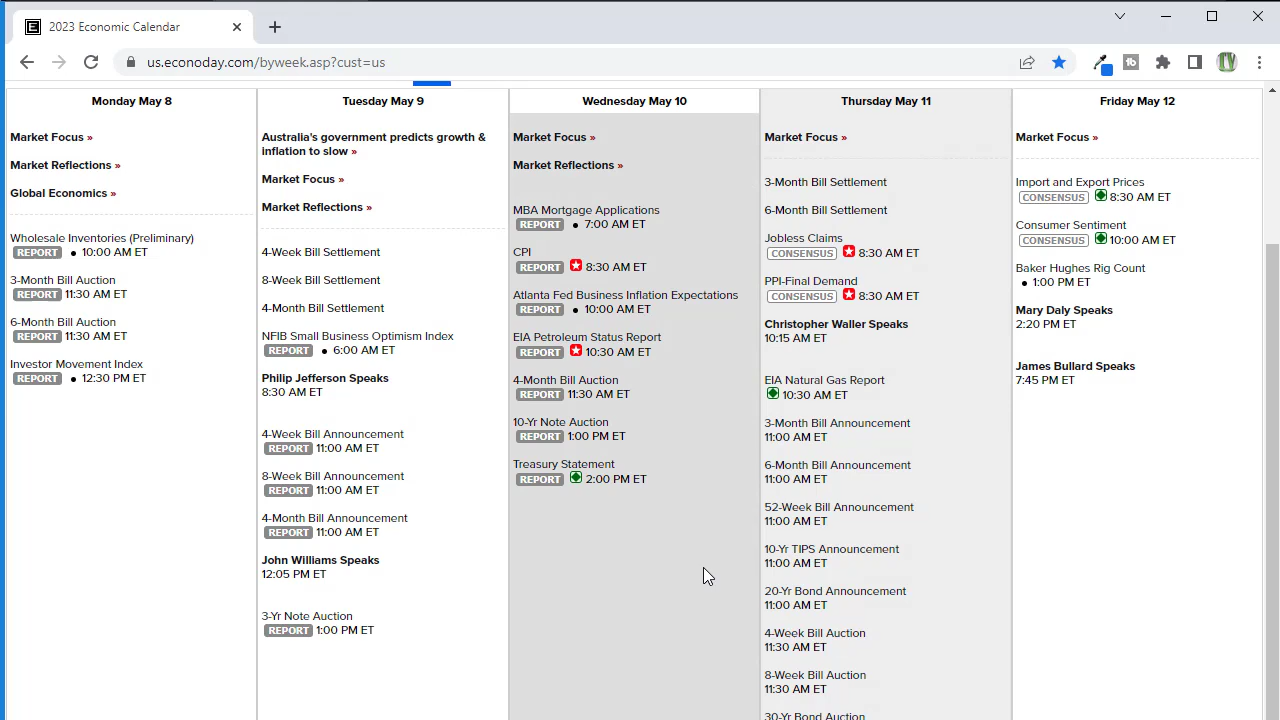 2023 Economic Calendar
us.econoday.com/byweek.asp?cust=us
Monday May 8
Market Focus »
Market Reflections »
Global Economics »
Wholesale Inventories (Preliminary)
REPORT • 10:00 AM ET
3-Month Bill Auction
REPORT 11:30 AM ET
6-Month Bill Auction
REPORT 11:30 AM ET
Investor Movement Index
REPORT • 12:30 PM ET
Tuesday May 9
Australia's government predicts growth &
inflation to slow »
Market Focus »
Market Reflections »
4-Week Bill Settlement
8-Week Bill Settlement
4-Month Bill Settlement
NFIB Small Business Optimism Index
REPORT • 6:00 AM ET
Philip Jefferson Speaks
8:30 AM ET
4-Week Bill Announcement
REPORT 11:00 AM ET
8-Week Bill Announcement
REPORT 11:00 AM ET
4-Month Bill Announcement
REPORT 11:00 AM ET
John Williams Speaks
12:05 PM ET
3-Yr Note Auction
REPORT 1:00 PM ET
Wednesday May 10
Market Focus »
Market Reflections »
MBA Mortgage Applications
REPORT • 7:00 AM ET
CPI
REPORT 8:30 AM ET
Atlanta Fed Business Inflation Expectations
REPORT • 10:00 AM ET
EIA Petroleum Status Report
REPORT 10:30 AM ET
4-Month Bill Auction
REPORT 11:30 AM ET
10-Yr Note Auction
REPORT 1:00 PM ET
Treasury Statement
REPORT 2:00 PM ET
Thursday May 11
Market Focus »
3-Month Bill Settlement
6-Month Bill Settlement
Jobless Claims
CONSENSUS 8:30 AM ET
PPI-Final Demand
CONSENSUS 8:30 AM ET
Christopher Waller Speaks
10:15 AM ET
EIA Natural Gas Report
10:30 AM ET
3-Month Bill Announcement
11:00 AM ET
6-Month Bill Announcement
11:00 AM ET
52-Week Bill Announcement
11:00 AM ET
10-Yr TIPS Announcement
11:00 AM ET
20-Yr Bond Announcement
11:00 AM ET
4-Week Bill Auction
11:30 AM ET
8-Week Bill Auction
11:30 AM ET
30-Yr Bond Auction
Friday May 12
Market Focus »
Import and Export Prices
CONSENSUS 8:30 AM ET
Consumer Sentiment
CONSENSUS 10:00 AM ET
Baker Hughes Rig Count
• 1:00 PM ET
Mary Daly Speaks
2:20 PM ET
James Bullard Speaks
7:45 PM ET